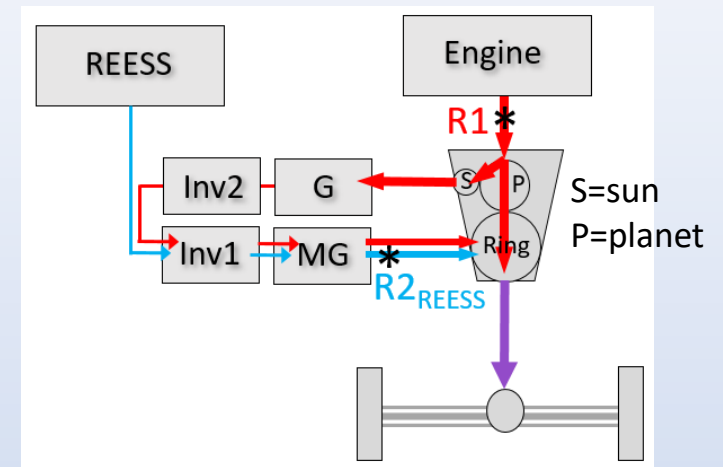 REESS
Engine
R1*
Inv2
G
S
P
S=sun
P=planet
Inv1
MG
Ring
*
R2REESS